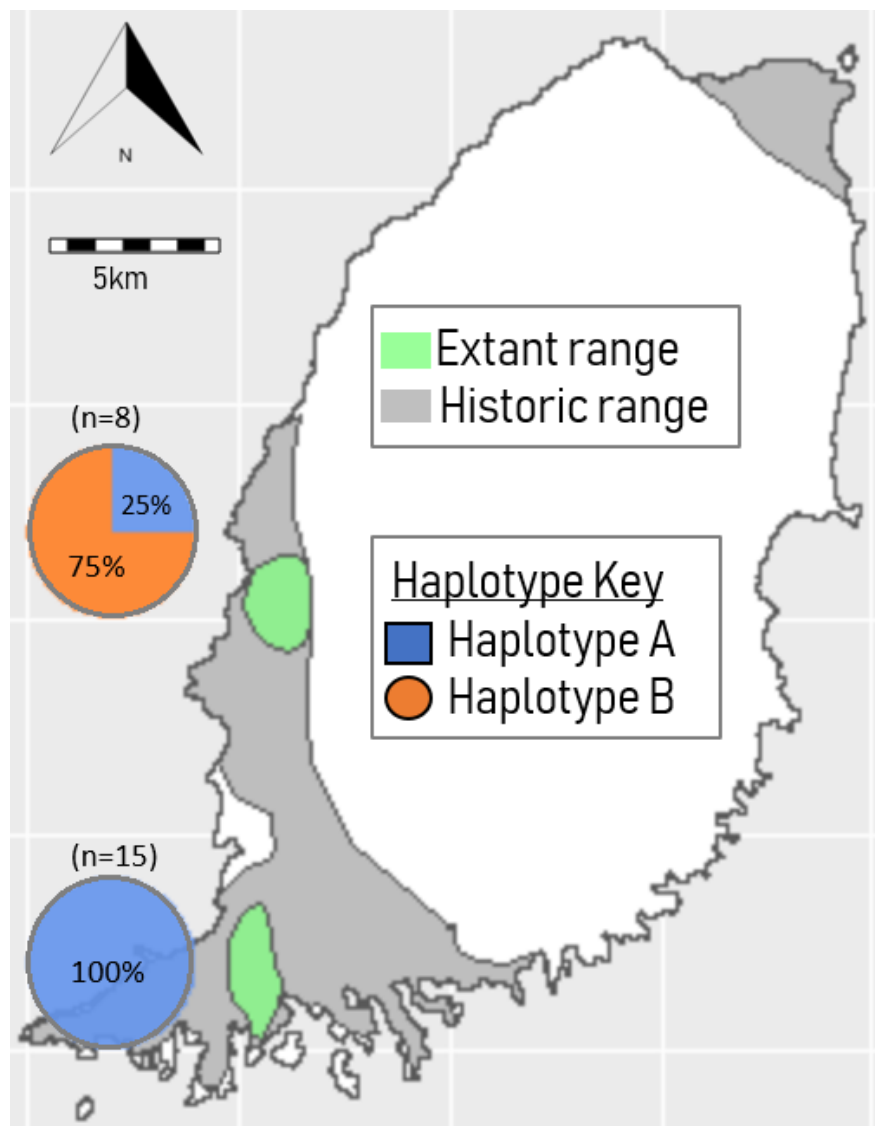 N
5km
Extant range
Historic range
(n=8)
25%
75%
Haplotype Key
Haplotype A
Haplotype B
(n=15)
100%